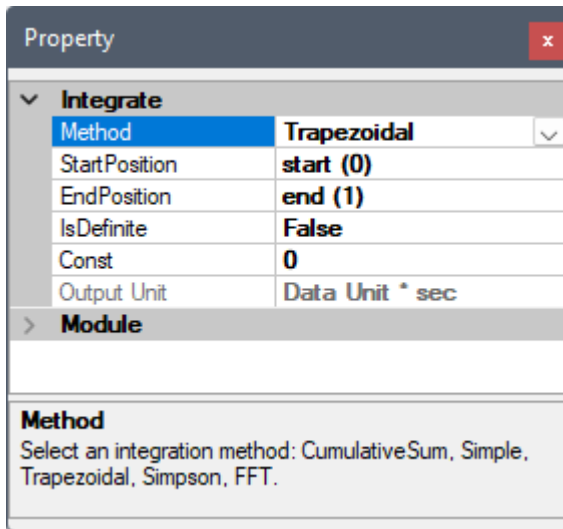 Property
x
Integrate
Method Trapezoidal
StartPosition start (0)
EndPosition end (1)
IsDefinite False
Const 0
Output Unit Data Unit * sec
Module
Method
Select an integration method: CumulativeSum, Simple,
Trapezoidal, Simpson, FFT.